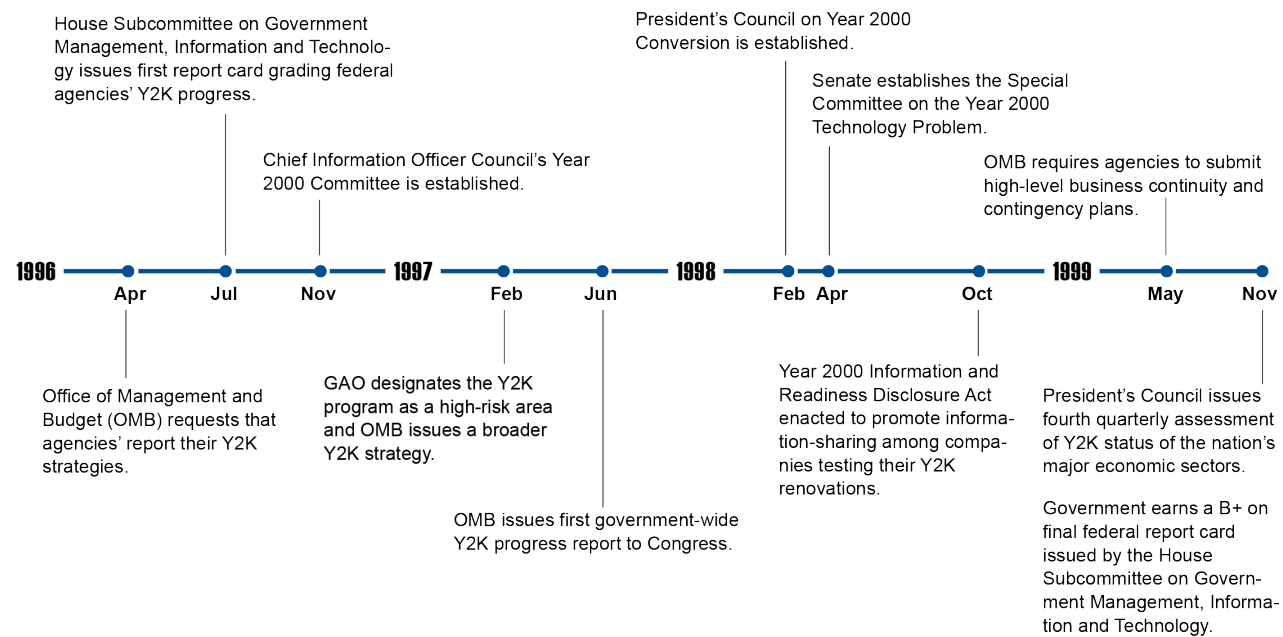 House Subcommittee on Government
Management, Information and Technolo-
gy issues first report card grading federal
agencies’ Y2K progress.
Chief Information Officer Council’s Year
2000 Committee is established.
President’s Council on Year 2000
Conversion is established.
Senate establishes the Special
Committee on the Year 2000
Technology Problem.
OMB requires agencies to submit
high-level business continuity and
contingency plans.
1996
1997
1998
1999
Apr
Jul
Nov
Feb
Jun
Feb
Apr
Oct
May
Nov
Office of Management and
Budget (OMB) requests that
agencies’ report their Y2K
strategies.
GAO designates the Y2K
program as a high-risk area
and OMB issues a broader
Y2K strategy.
OMB issues first government-wide
Y2K progress report to Congress.
Year 2000 Information and
Readiness Disclosure Act
enacted to promote informa-
tion-sharing among compa-
nies testing their Y2K
renovations.
President’s Council issues
fourth quarterly assessment
of Y2K status of the nation’s
major economic sectors.
Government earns a B+ on
final federal report card
issued by the House
Subcommittee on Govern-
ment Management, Informa-
tion and Technology.